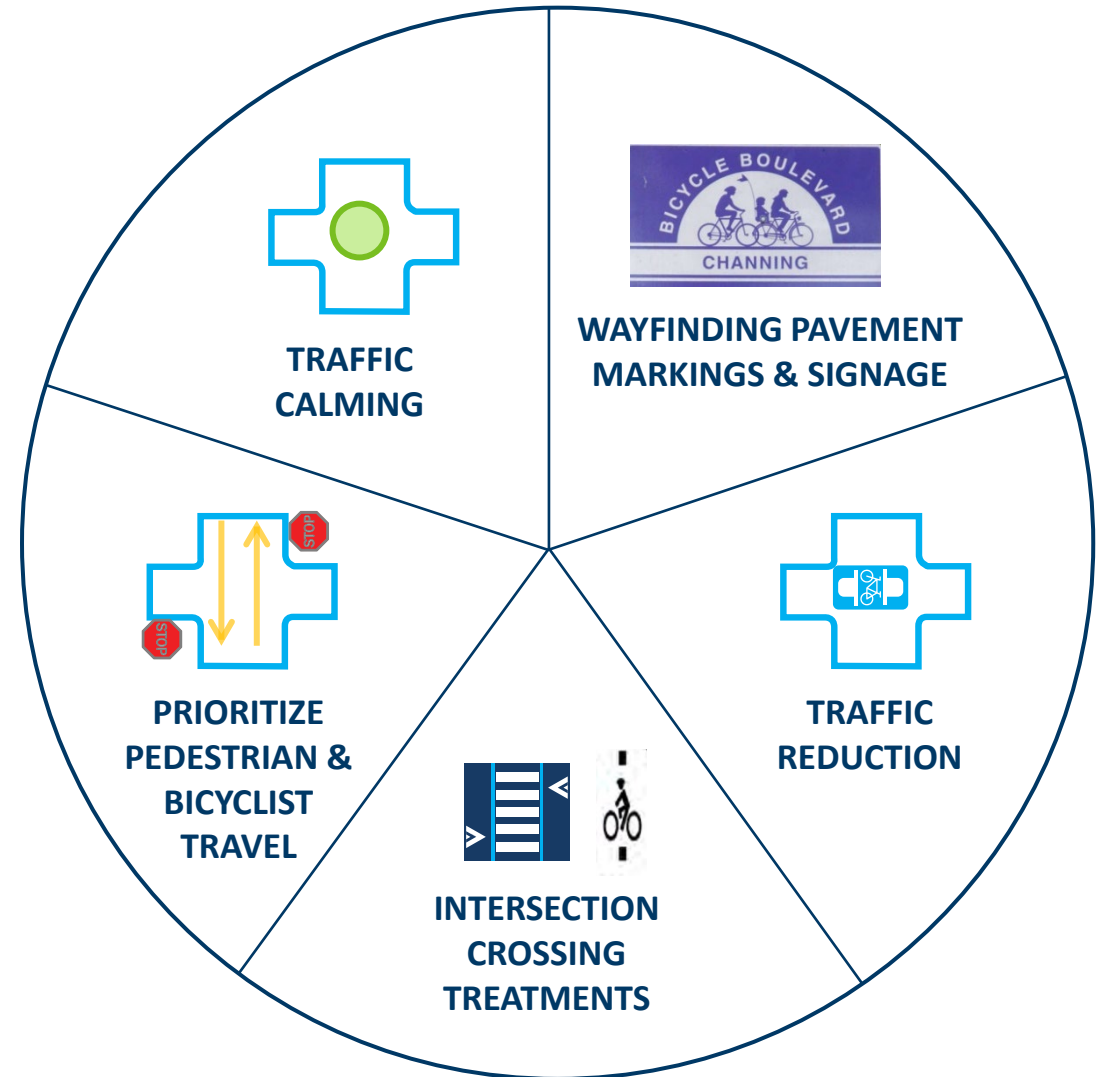 BICYCLE BOULEVARD
CHANNING
WAYFINDING PAVEMENT
MARKINGS & SIGNAGE
TRAFFIC
CALMING
STOP
STOP
PRIORITIZE
PEDESTRIAN &
BICYCLIST
TRAVEL
TRAFFIC
REDUCTION
INTERSECTION
CROSSING
TREATMENTS